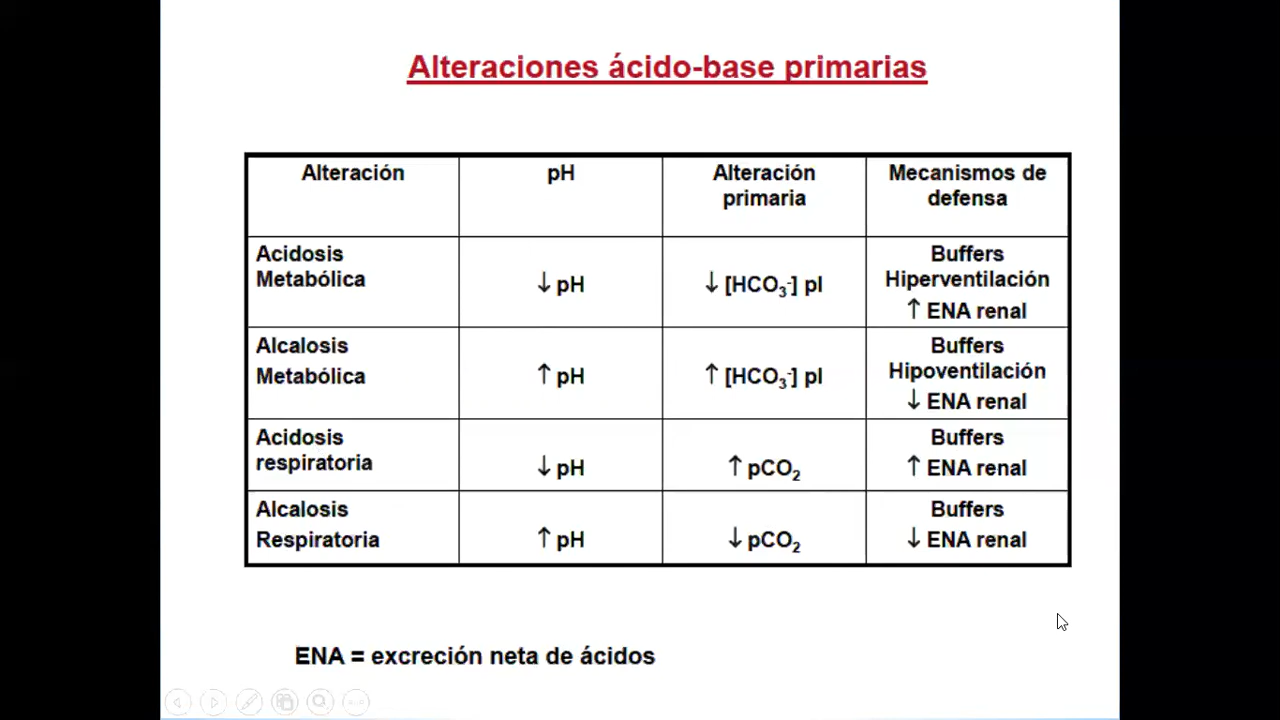 Alteraciones ácido-base primarias
Alteración
pH
Alteración
primaria
Mecanismos de
defensa
Acidosis
Metabólica
↓ pH
↓ [HCO₃⁻] pl
Buffers
Hiperventilación
↑ ENA renal
Alcalosis
Metabólica
↑ pH
↑ [HCO₃⁻] pl
Buffers
Hipoventilación
↓ ENA renal
Acidosis
respiratoria
↓ pH
↑ pCO₂
Buffers
↑ ENA renal
Alcalosis
Respiratoria
↑ pH
↓ pCO₂
Buffers
↓ ENA renal
ENA = excreción neta de ácidos